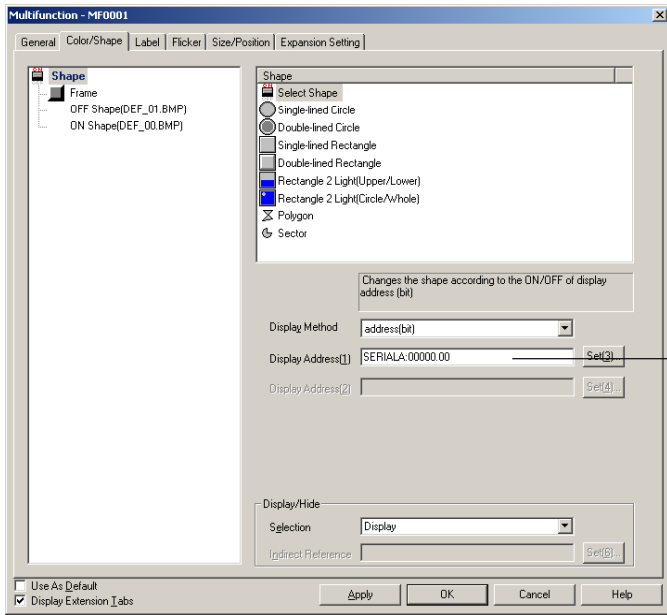 Multifunction - MF0001
General Color/Shape Label Flicker Size/Position Expansion Setting
Shape
Frame
OFF Shape(DEF_01.BMP)
ON Shape(DEF_00.BMP)
Shape
Select Shape
Single-lined Circle
Double-lined Circle
Single-lined Rectangle
Double-lined Rectangle
Rectangle 2 Light(Upper/Lower)
Rectangle 2 Light(Circle/Whole)
Polygon
Sector
Changes the shape according to the ON/OFF of display
address (bit)
Display Method address(bit)
Display Address(1) SERIALA:00000.00 Set(3)...
Display Address(2) Set(4)...
Display/Hide
Selection Display
Indirect Reference Set(6)...
Use As Default
Display Extension Tabs
Apply OK Cancel Help